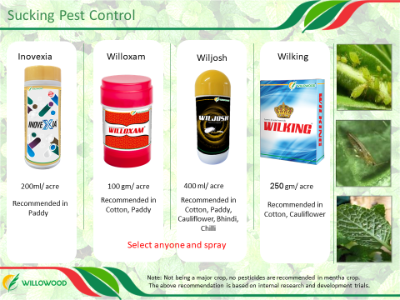 Sucking Pest Control
Inovexia
Willoxam
Wiljosh
Wilking
INOVEXIA
WILLOXAM
WILJOSH
WILKING
WILKING
200ml/ acre
100 gm/ acre
400 ml/ acre
250 gm/ acre
Recommended in
Paddy
Recommended in
Cotton, Paddy
Recommended in
Cotton, Paddy,
Cauliflower, Bhindi,
Chilli
Recommended in
Cotton, Cauliflower
Select anyone and spray
WILLOWOOD
Note: Not being a major crop, no pesticides are recommended in mentha crop.
The above recommendation is based on internal research and development trials.